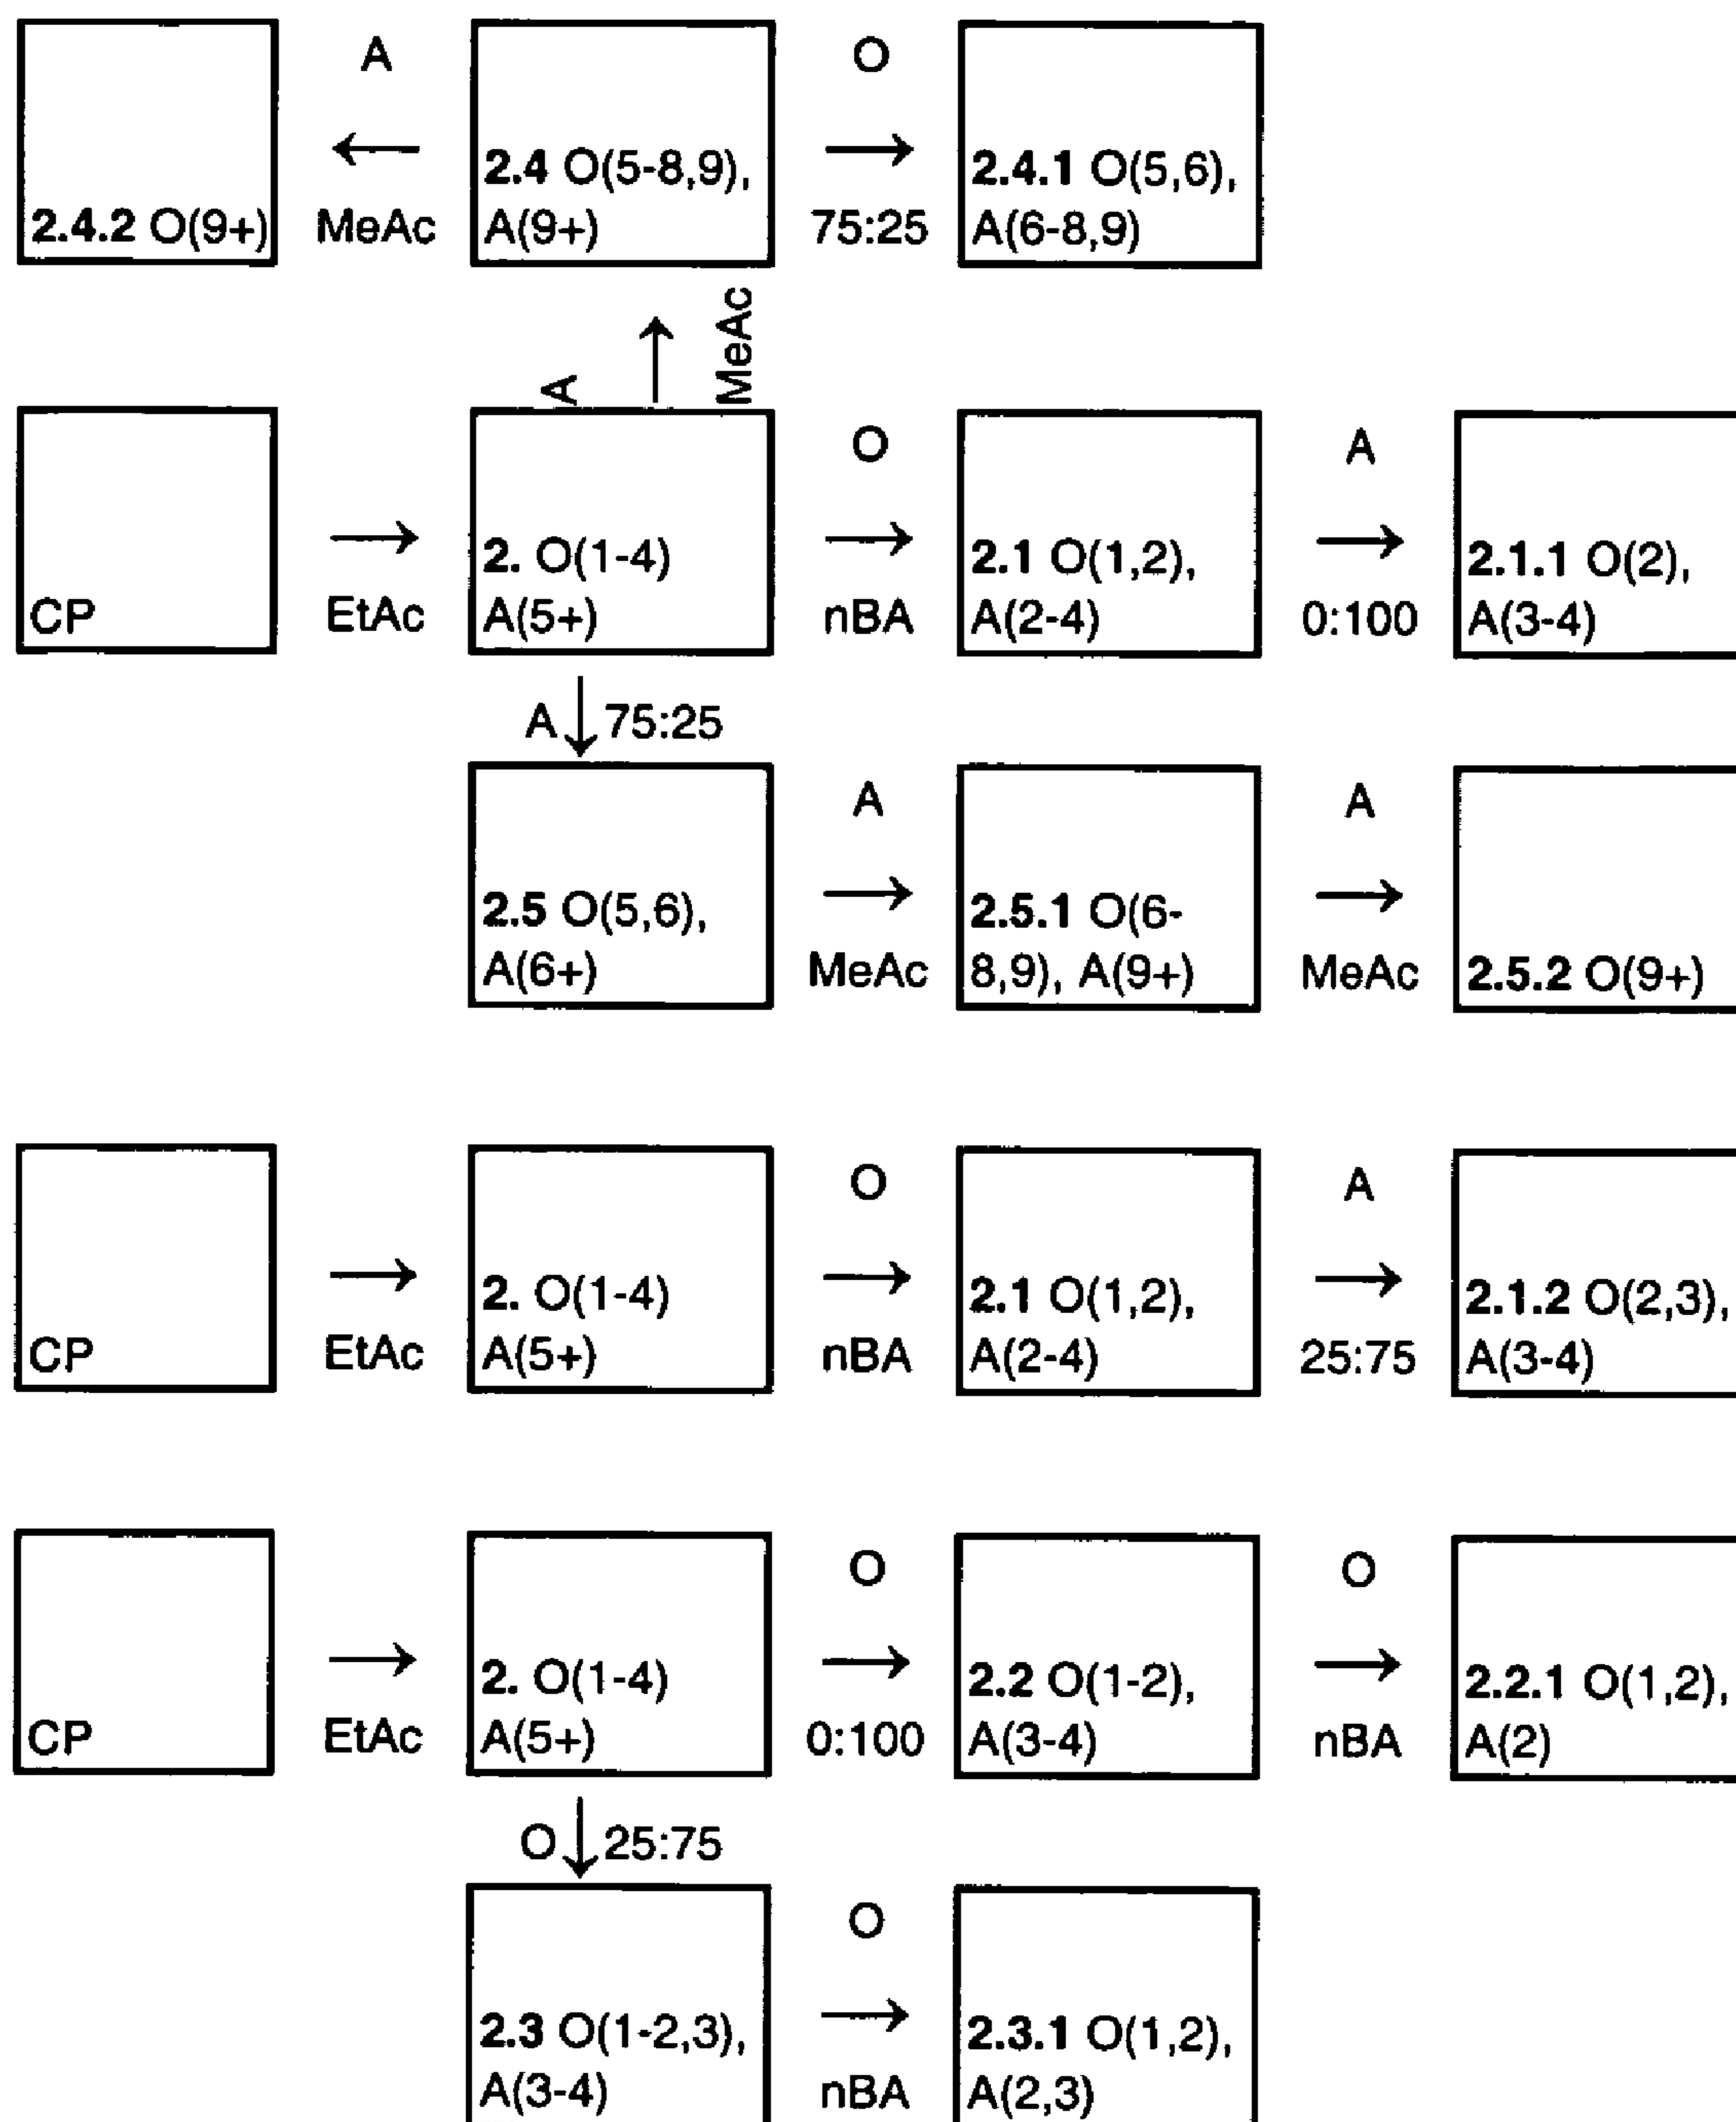 A
O
2.4 O(5-8,9),
2.4.1 O(5,6),
2.4.2 O(9+)
MeAc
A(9+)
75:25
A(6-8,9)
A
MeAc
O
A
2. O(1-4)
2.1 O(1,2),
2.1.1 O(2),
CP
EtAc
A(5+)
nBA
A(2-4)
0:100
A(3-4)
A
75:25
A
A
2.5 O(5,6),
2.5.1 O(6-
A(6+)
MeAc
8,9), A(9+)
MeAc
2.5.2 O(9+)
O
A
2. O(1-4)
2.1 O(1,2),
2.1.2 O(2,3),
CP
EtAc
A(5+)
nBA
A(2-4)
25:75
A(3-4)
O
O
2. O(1-4)
2.2 O(1-2),
2.2.1 O(1,2),
CP
EtAc
A(5+)
0:100
A(3-4)
nBA
A(2)
O
25:75
O
2.3 O(1-2,3),
2.3.1 O(1,2),
A(3-4)
nBA
A(2,3)